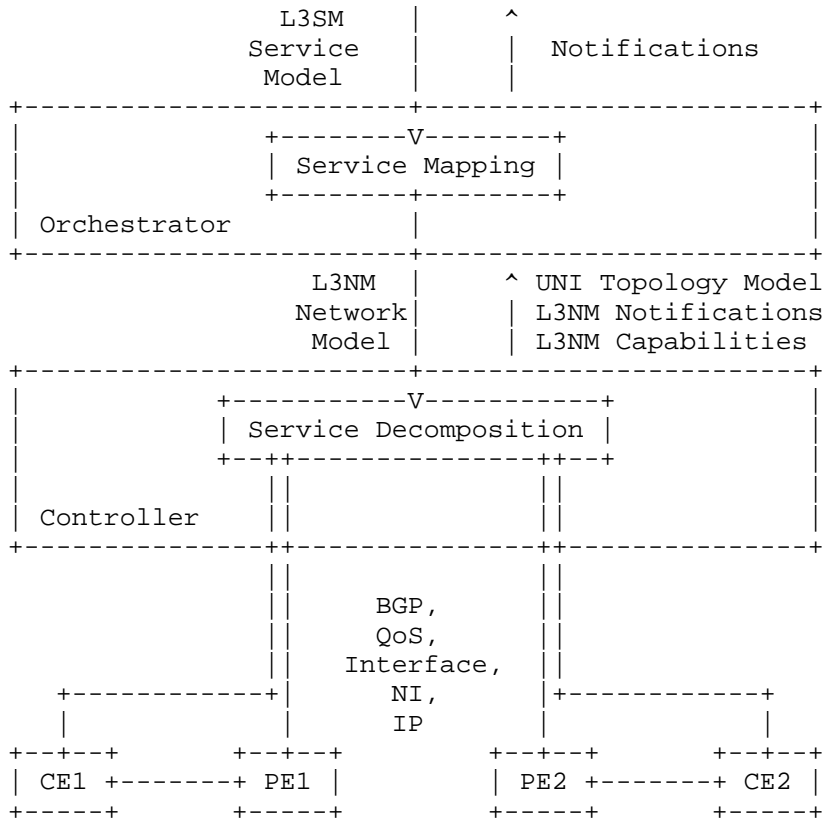 L3SM
Service
Notifications
Model
Service Mapping
Orchestrator
L3NM
UNI Topology Model
Network
L3NM Notifications
Model
L3NM Capabilities
Service Decomposition
Controller
BGP,
QoS,
Interface,
NI,
IP
CE1
PE1
PE2
CE2